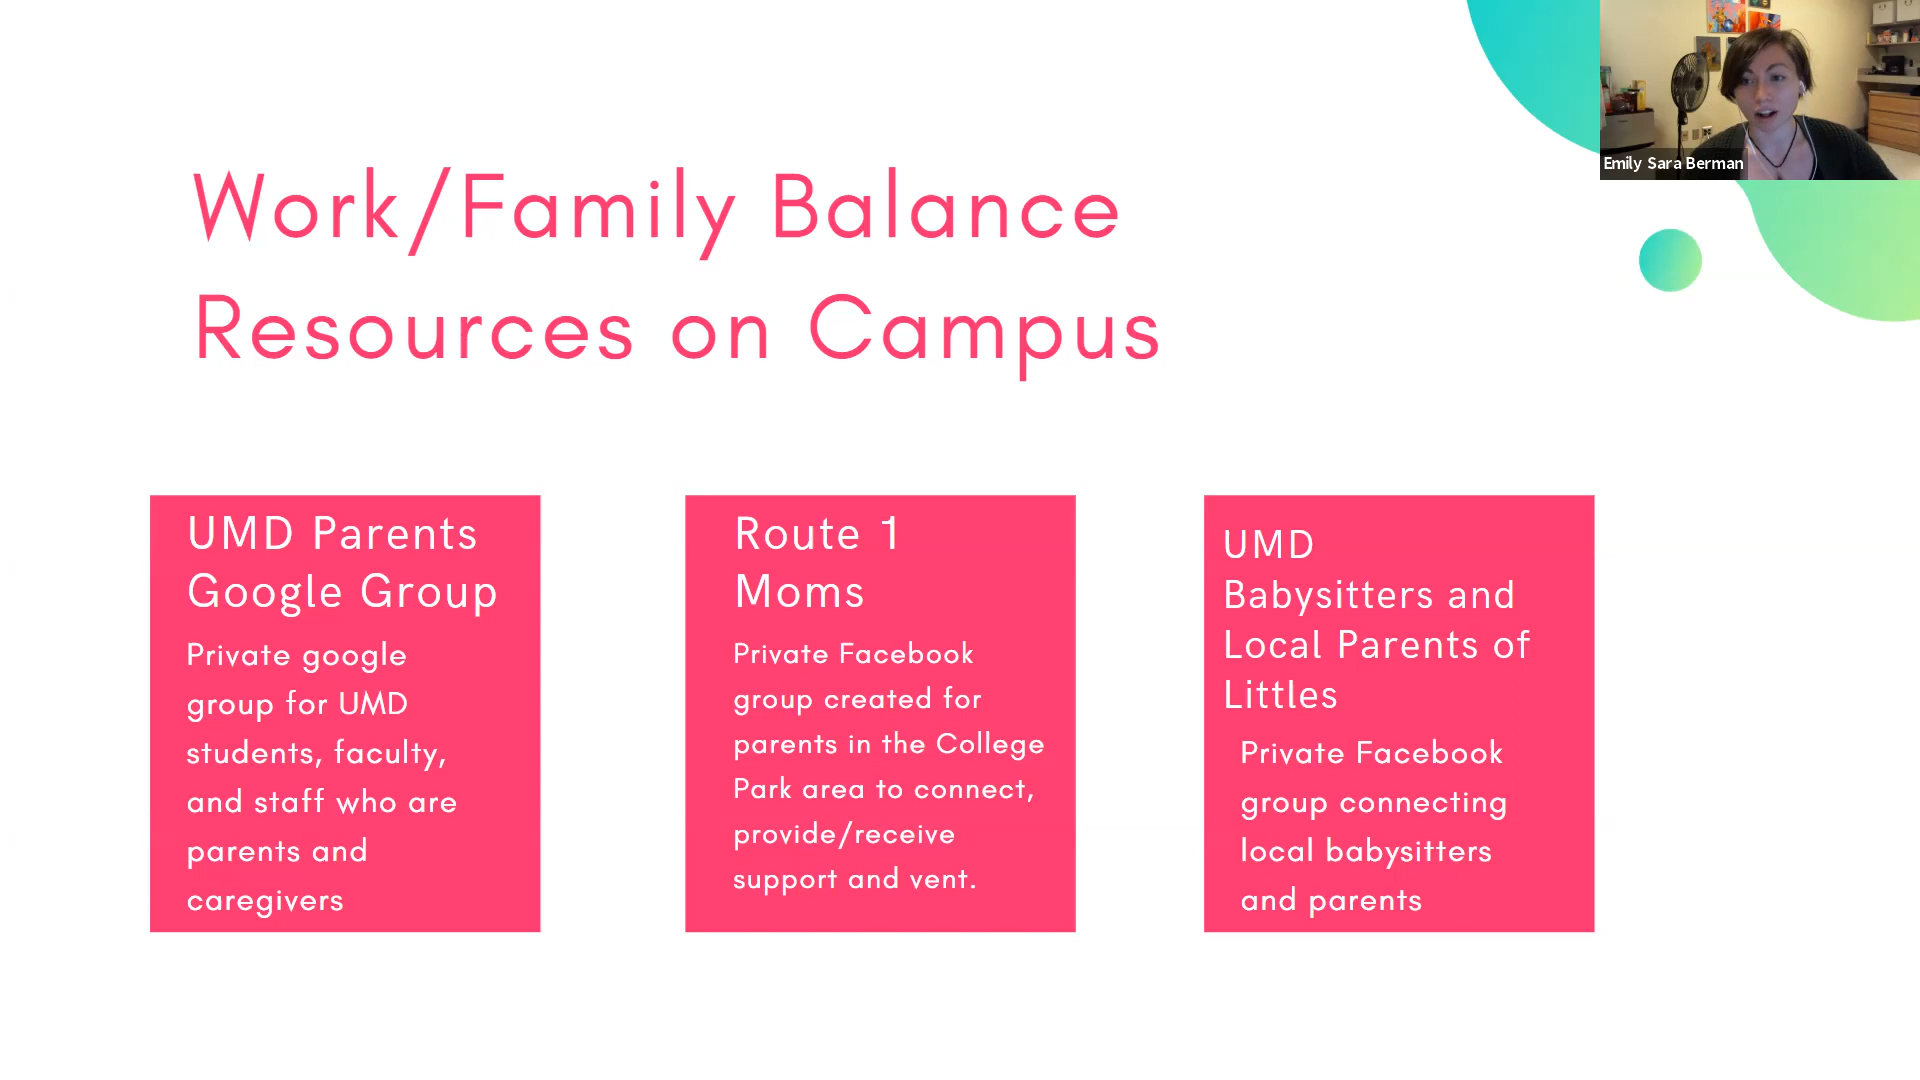 Emily Sara Berman
Work/Family Balance
Resources on Campus
UMD Parents
Google Group
Private google
group for UMD
students, faculty,
and staff who are
parents and
caregivers
Route 1
Moms
Private Facebook
group created for
parents in the College
Park area to connect,
provide/receive
support and vent.
UMD
Babysitters and
Local Parents of
Littles
Private Facebook
group connecting
local babysitters
and parents